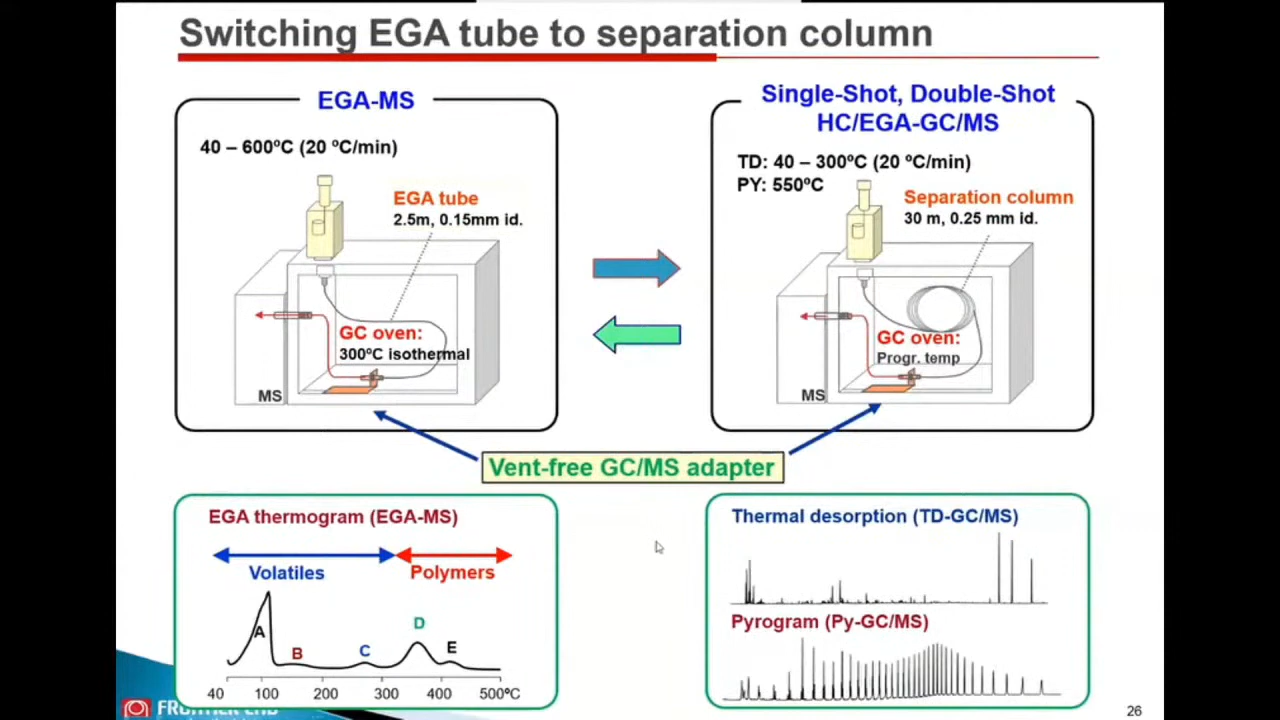 Switching EGA tube to separation column
EGA-MS
40 – 600ºC (20 ºC/min)
EGA tube
2.5m, 0.15mm id.
GC oven:
300ºC isothermal
MS
Single-Shot, Double-Shot
HC/EGA-GC/MS
TD: 40 – 300ºC (20 ºC/min)
PY: 550ºC
Separation column
30 m, 0.25 mm id.
GC oven:
Progr. temp
MS
Vent-free GC/MS adapter
EGA thermogram (EGA-MS)
Volatiles
Polymers
A
B
C
D
E
40 100 200 300 400 500ºC
Thermal desorption (TD-GC/MS)
Pyrogram (Py-GC/MS)
26